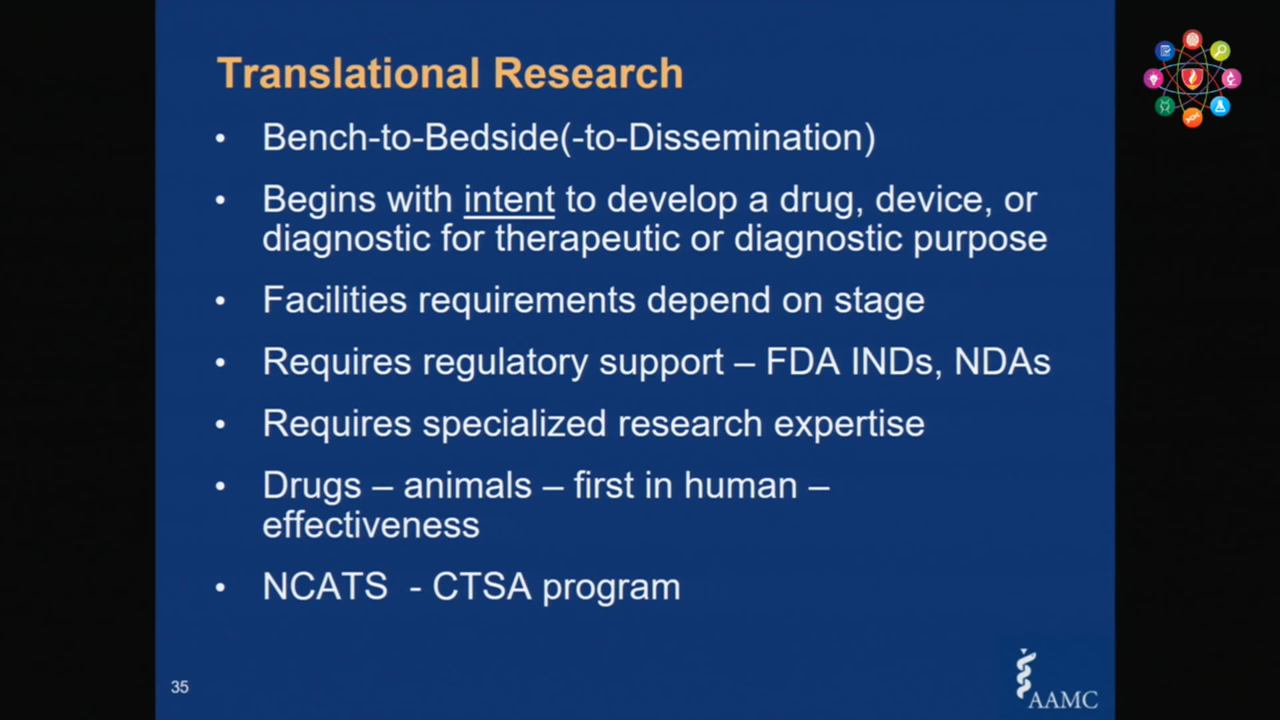 Translational Research
• Bench-to-Bedside(-to-Dissemination)
• Begins with intent to develop a drug, device, or
diagnostic for therapeutic or diagnostic purpose
• Facilities requirements depend on stage
• Requires regulatory support – FDA INDs, NDAs
• Requires specialized research expertise
• Drugs – animals – first in human –
effectiveness
• NCATS - CTSA program
35
AAMC